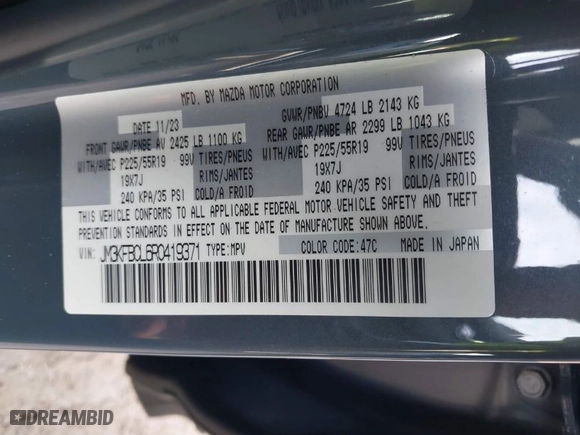 MFD. BY MAZDA MOTOR CORPORATION
DATE 11/23 GVWR/PNBV 4724 LB 2143 KG
FRONT GAWR/PNBE AV 2425 LB 1100 KG REAR GAWR/PNBE AR 2299 LB 1043 KG
WITH/AVEC P225/55R19 99V TIRES/PNEUS WITH/AVEC P225/55R19 99V TIRES/PNEUS
19X7J RIMS/JANTES 19X7J RIMS/JANTES
240 KPA/35 PSI COLD/A FROID 240 KPA/35 PSI COLD/A FROID
THIS VEHICLE CONFORMS TO ALL APPLICABLE FEDERAL MOTOR VEHICLE SAFETY AND THEFT
PREVENTION STANDARDS IN EFFECT ON THE DATE OF MANUFACTURE SHOWN ABOVE.
VIN: JM3KFBCL6R0419371 TYPE:MPV COLOR CODE:47C MADE IN JAPAN
DREAMBID